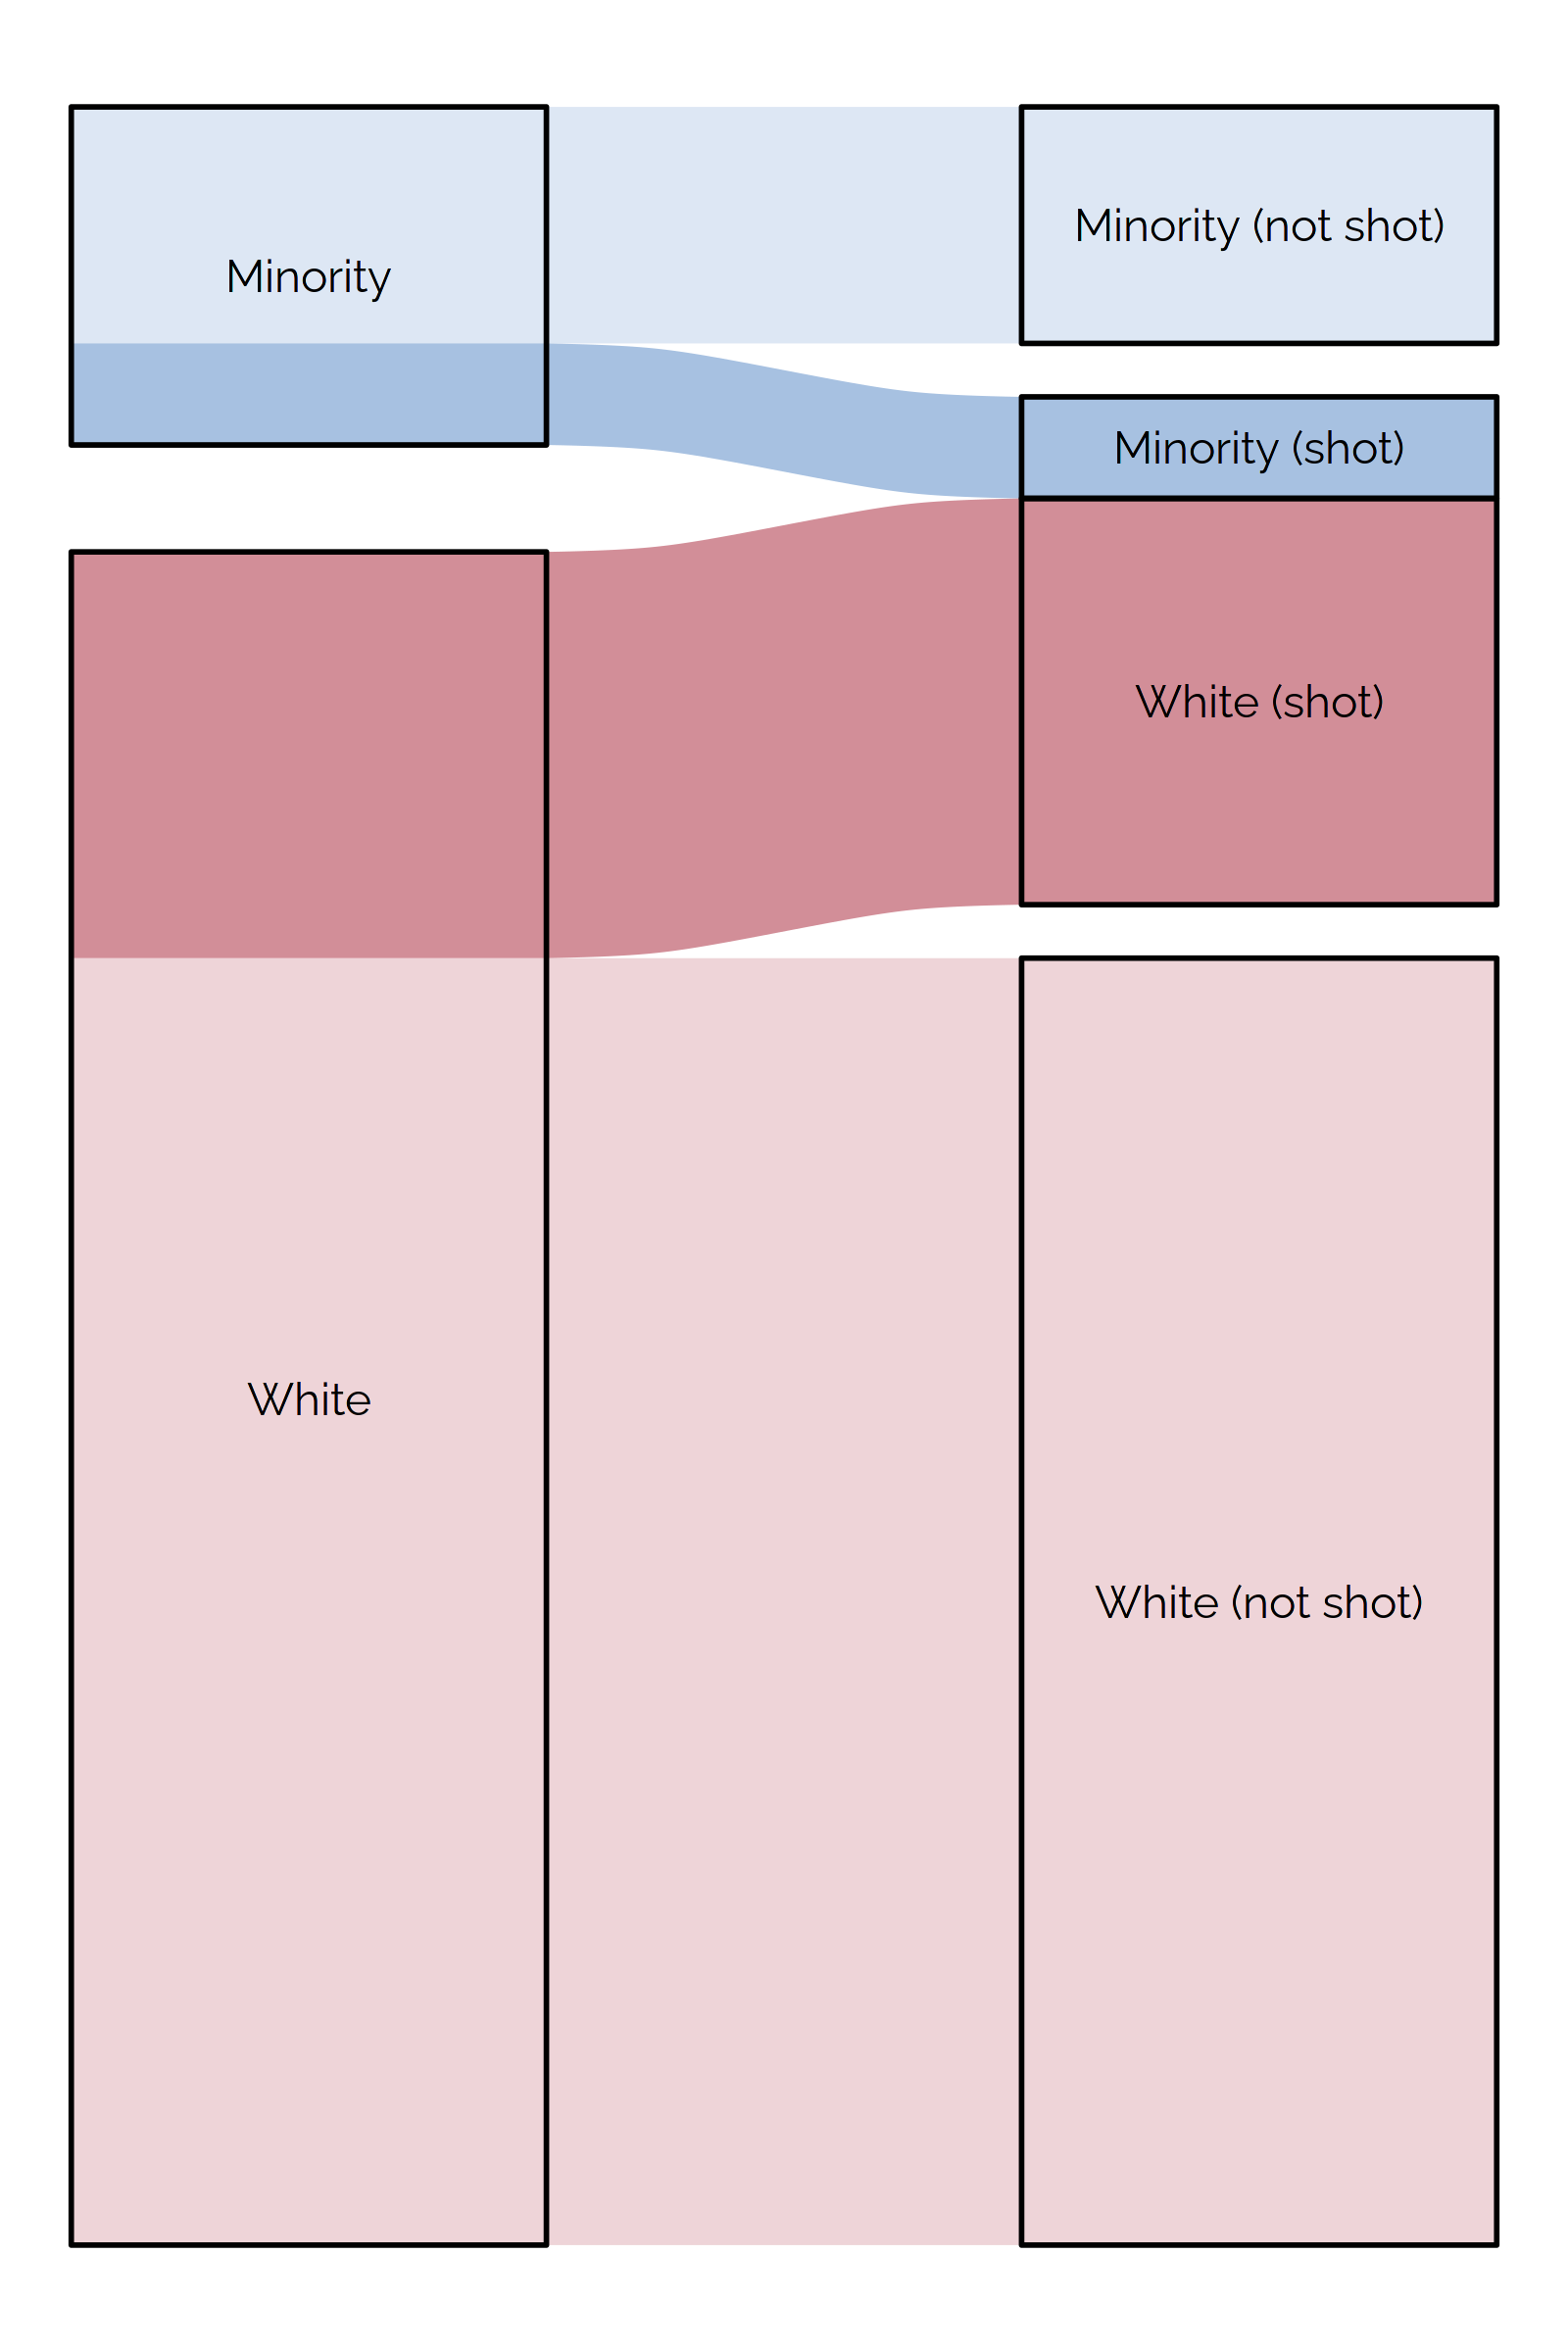 Minority
Minority (not shot)
Minority (shot)
White (shot)
White
White (not shot)